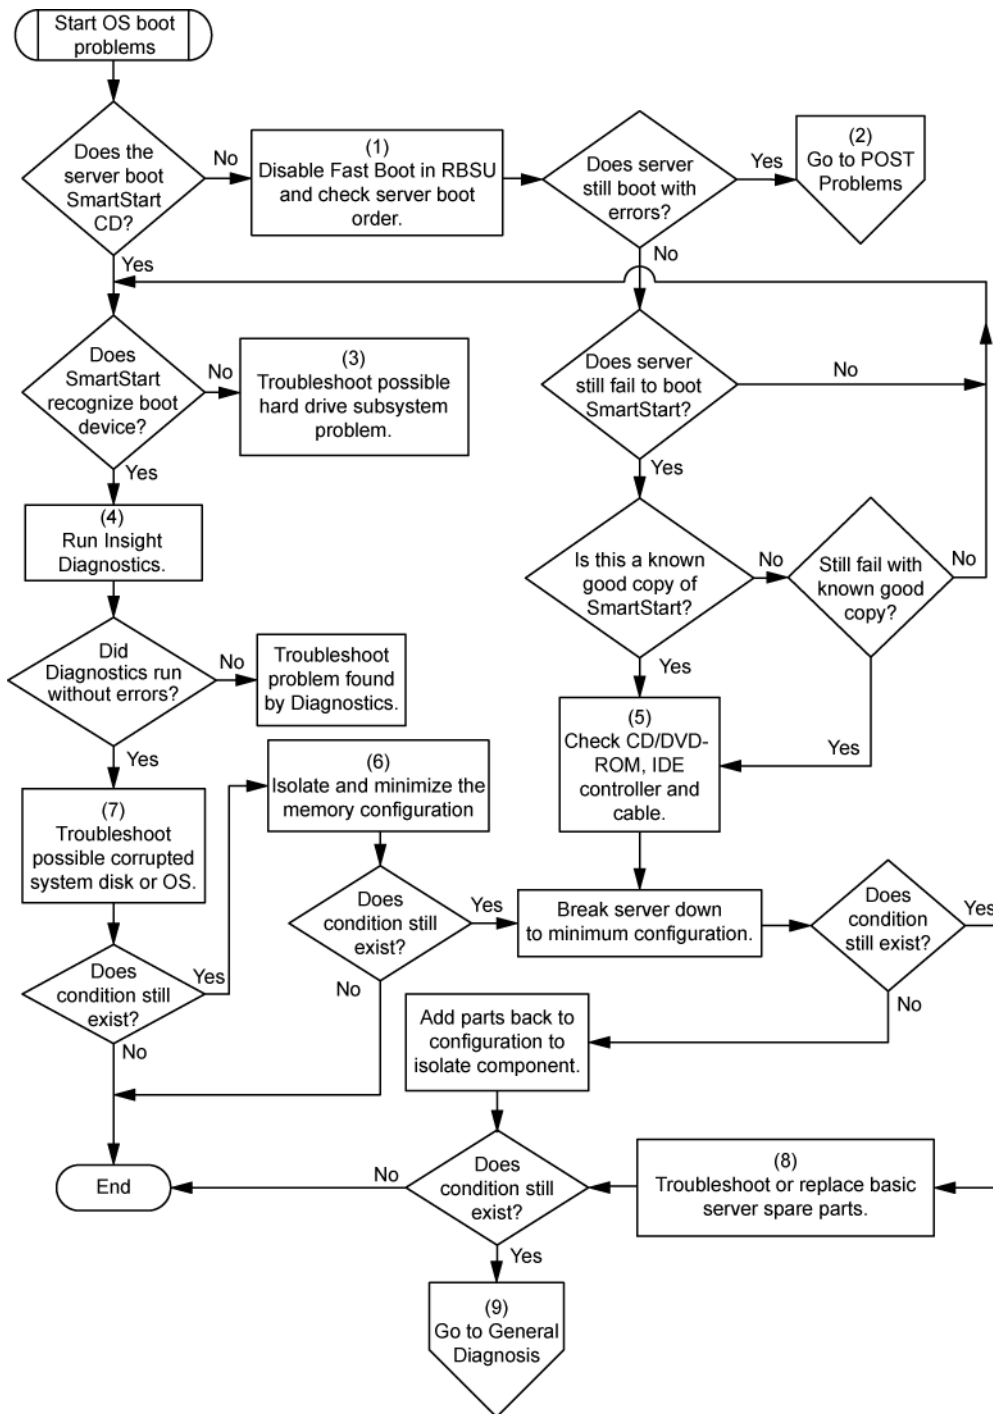 Start OS boot
problems
Does the
server boot
SmartStart
CD?
No
(1)
Disable Fast Boot in RBSU
and check server boot
order.
Does server
still boot with
errors?
Yes
(2)
Go to POST
Problems
Yes
No
Does
SmartStart
recognize boot
device?
No
(3)
Troubleshoot possible
hard drive subsystem
problem.
Does server
still fail to boot
SmartStart?
No
Yes
Yes
(4)
Run Insight
Diagnostics.
Is this a known
good copy of
SmartStart?
No
Still fail with
known good
copy?
No
Did
Diagnostics run
without errors?
No
Troubleshoot
problem found
by Diagnostics.
Yes
(5)
Check CD/DVD-
ROM, IDE
controller and
cable.
Yes
Yes
(6)
Isolate and minimize the
memory configuration
(7)
Troubleshoot
possible corrupted
system disk or OS.
Does
condition still
exist?
Yes
Break server down
to minimum configuration.
Does
condition
still exist?
Yes
Does
condition still
exist?
Yes
No
No
No
Add parts back to
configuration to
isolate component.
End
No
Does
condition still
exist?
(8)
Troubleshoot or replace basic
server spare parts.
Yes
(9)
Go to General
Diagnosis